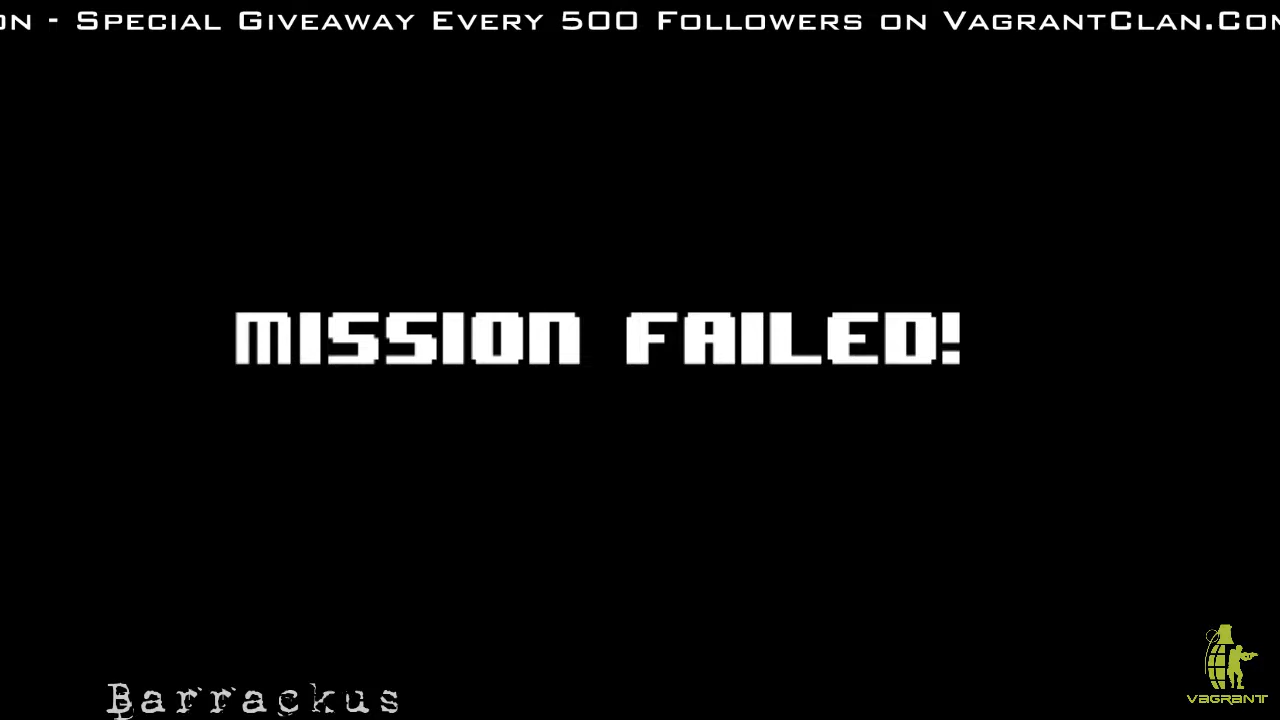 on - Special Giveaway Every 500 Followers on VagrantClan.Com
MISSION FAILED!
Barrackus
VAGRANT